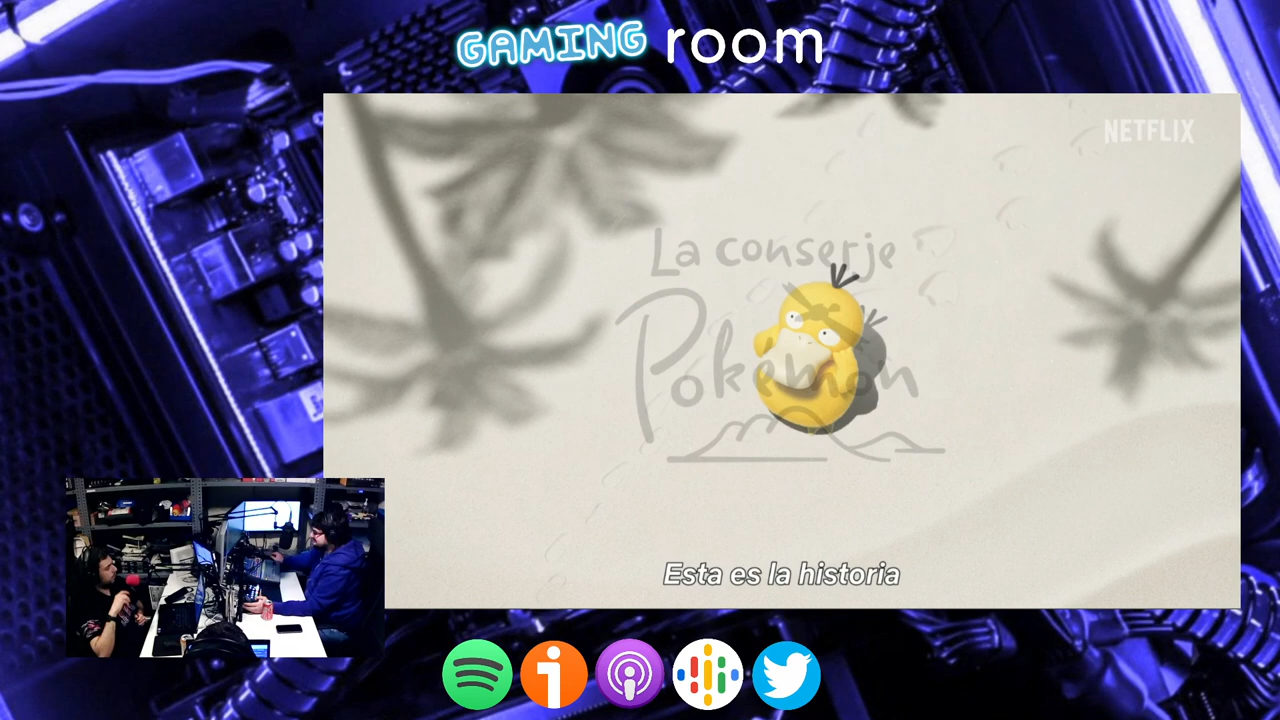 GAMING room
NETFLIX
La conserje
Pokémon
Esta es la historia